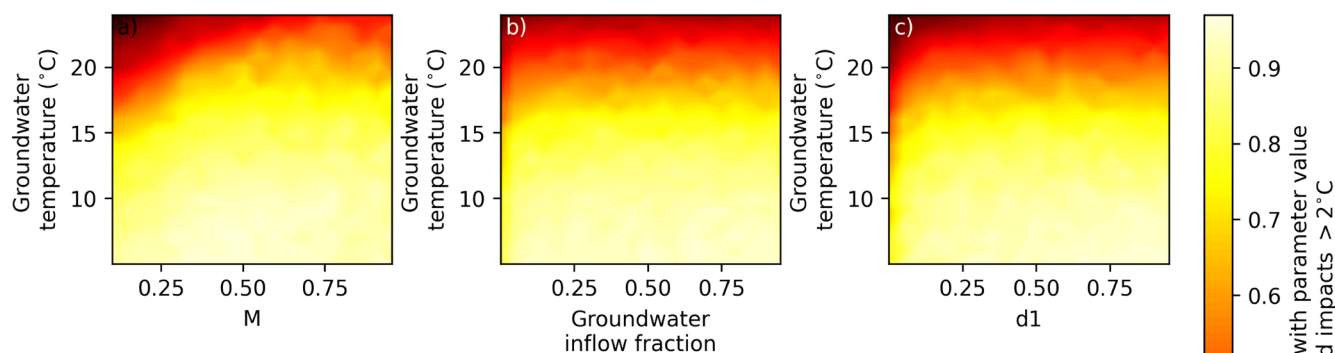 a)
Groundwater
temperature (°C)
20
15
10
0.25 0.50 0.75
M
b)
Groundwater
temperature (°C)
20
15
10
0.25 0.50 0.75
Groundwater
inflow fraction
c)
Groundwater
temperature (°C)
20
15
10
0.25 0.50 0.75
d1
0.9
0.8
0.7
0.6
with parameter value
d impacts > 2°C